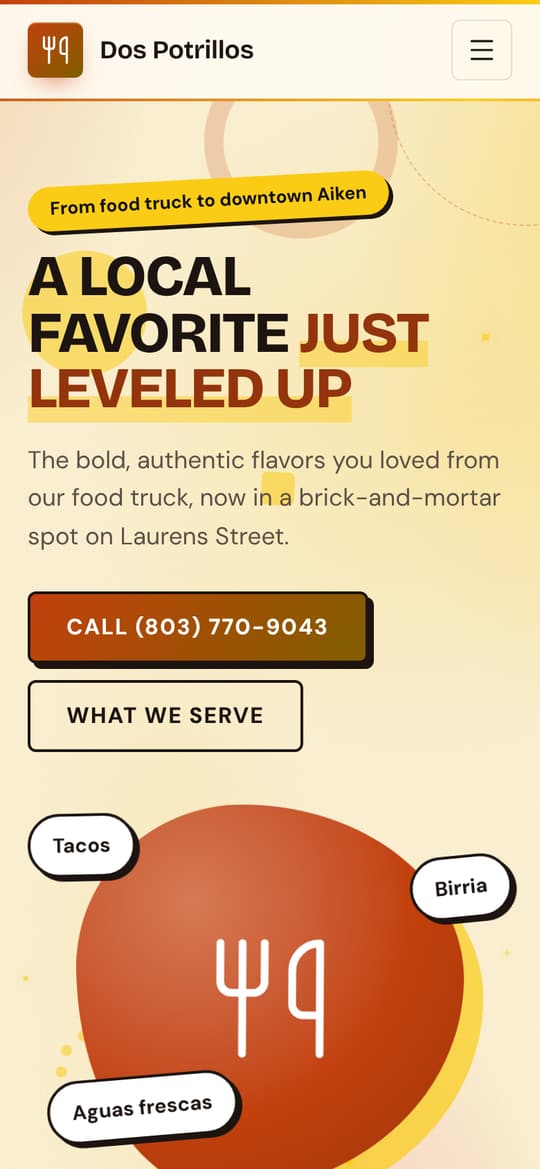 Dos Potrillos
From food truck to downtown Aiken
A LOCAL
FAVORITE JUST
LEVELED UP
The bold, authentic flavors you loved from
our food truck, now in a brick-and-mortar
spot on Laurens Street.
CALL (803) 770-9043
WHAT WE SERVE
Tacos
Birria
Aguas frescas